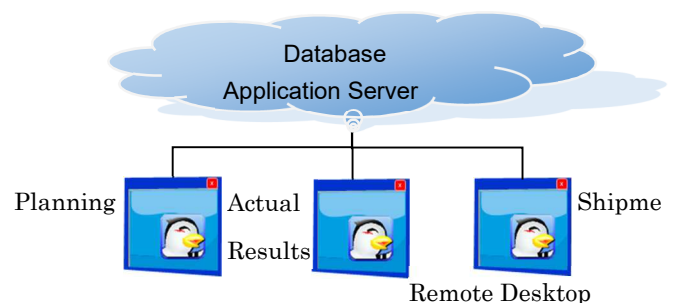 Database
Application Server
Planning
Actual
Results
Shipme
Remote Desktop